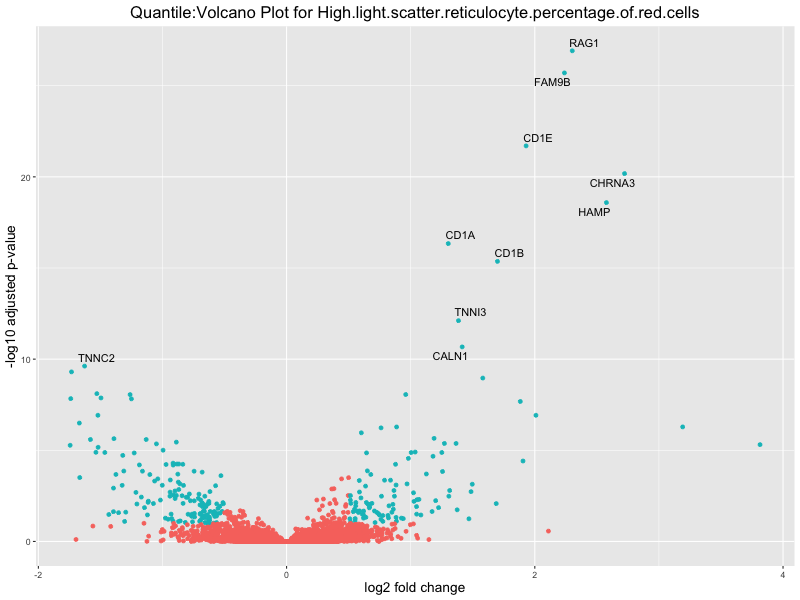 Quantile:Volcano Plot for High.light.scatter.reticulocyte.percentage.of.red.cells
RAG1
FAM9B
CD1E
20
CHRNA3
HAMP
CD1A
CD1B
-log10 adjusted p-value
TNNI3
CALN1
10
TNNC2
0
-2
0
2
4
log2 fold change